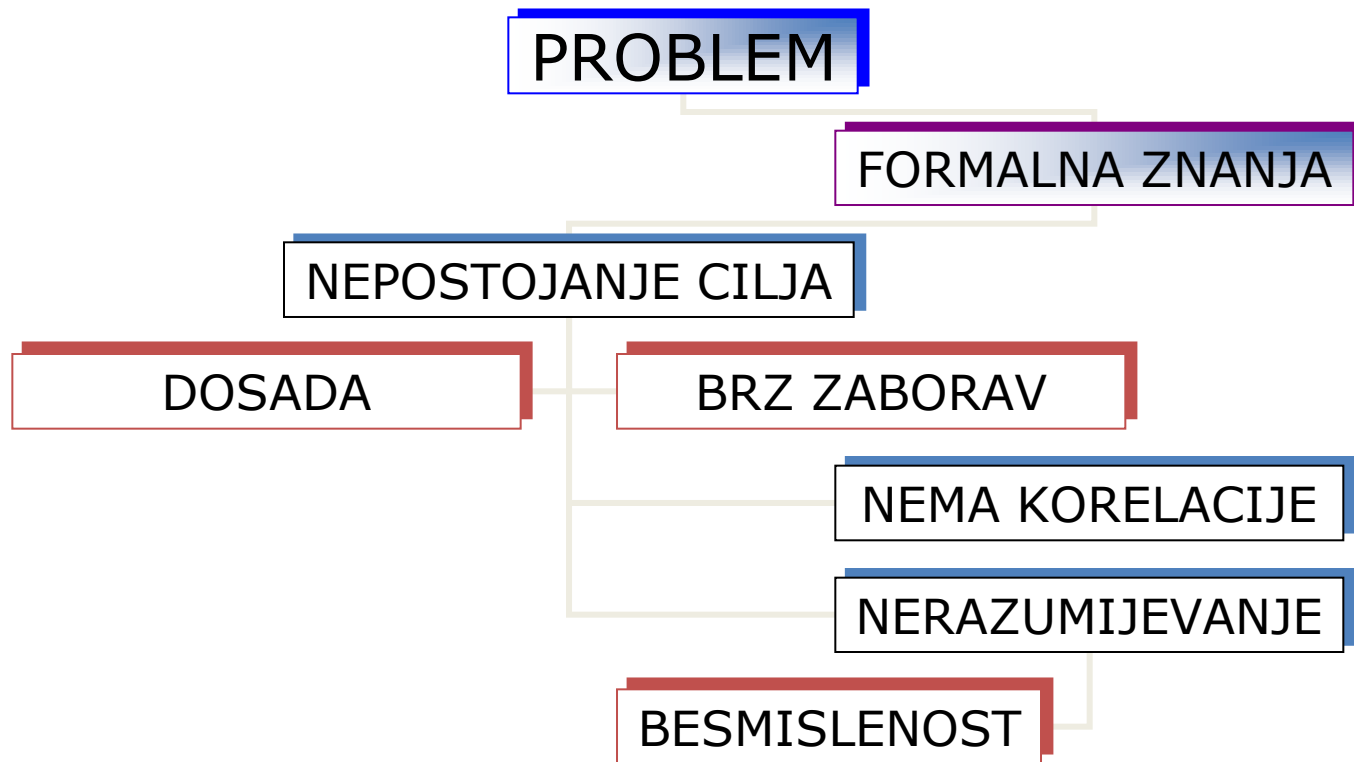 PROBLEM
FORMALNA ZNANJA
NEPOSTOJANJE CILJA
DOSADA
BRZ ZABORAV
NEMA KORELACIJE
NERAZUMIJEVANJE
BESMISLENOST